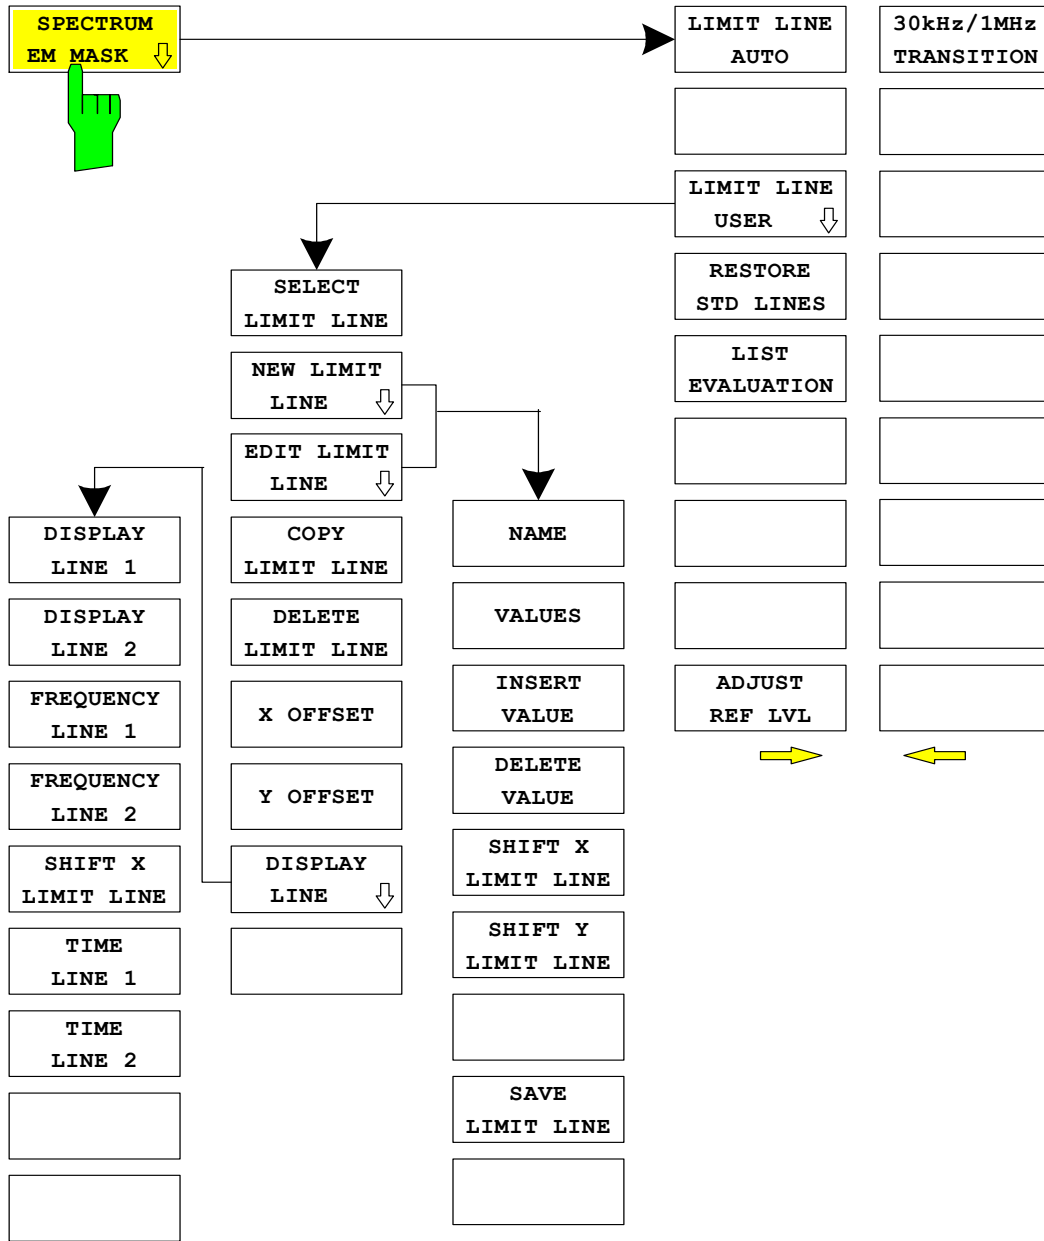 SPECTRUM
EM MASK
LIMIT LINE
AUTO
30kHz/1MHz
TRANSITION
LIMIT LINE
USER
RESTORE
STD LINES
LIST
EVALUATION
ADJUST
REF LVL
SELECT
LIMIT LINE
NEW LIMIT
LINE
EDIT LIMIT
LINE
COPY
LIMIT LINE
DELETE
LIMIT LINE
X OFFSET
Y OFFSET
DISPLAY
LINE
DISPLAY
LINE 1
DISPLAY
LINE 2
FREQUENCY
LINE 1
FREQUENCY
LINE 2
SHIFT X
LIMIT LINE
TIME
LINE 1
TIME
LINE 2
NAME
VALUES
INSERT
VALUE
DELETE
VALUE
SHIFT X
LIMIT LINE
SHIFT Y
LIMIT LINE
SAVE
LIMIT LINE